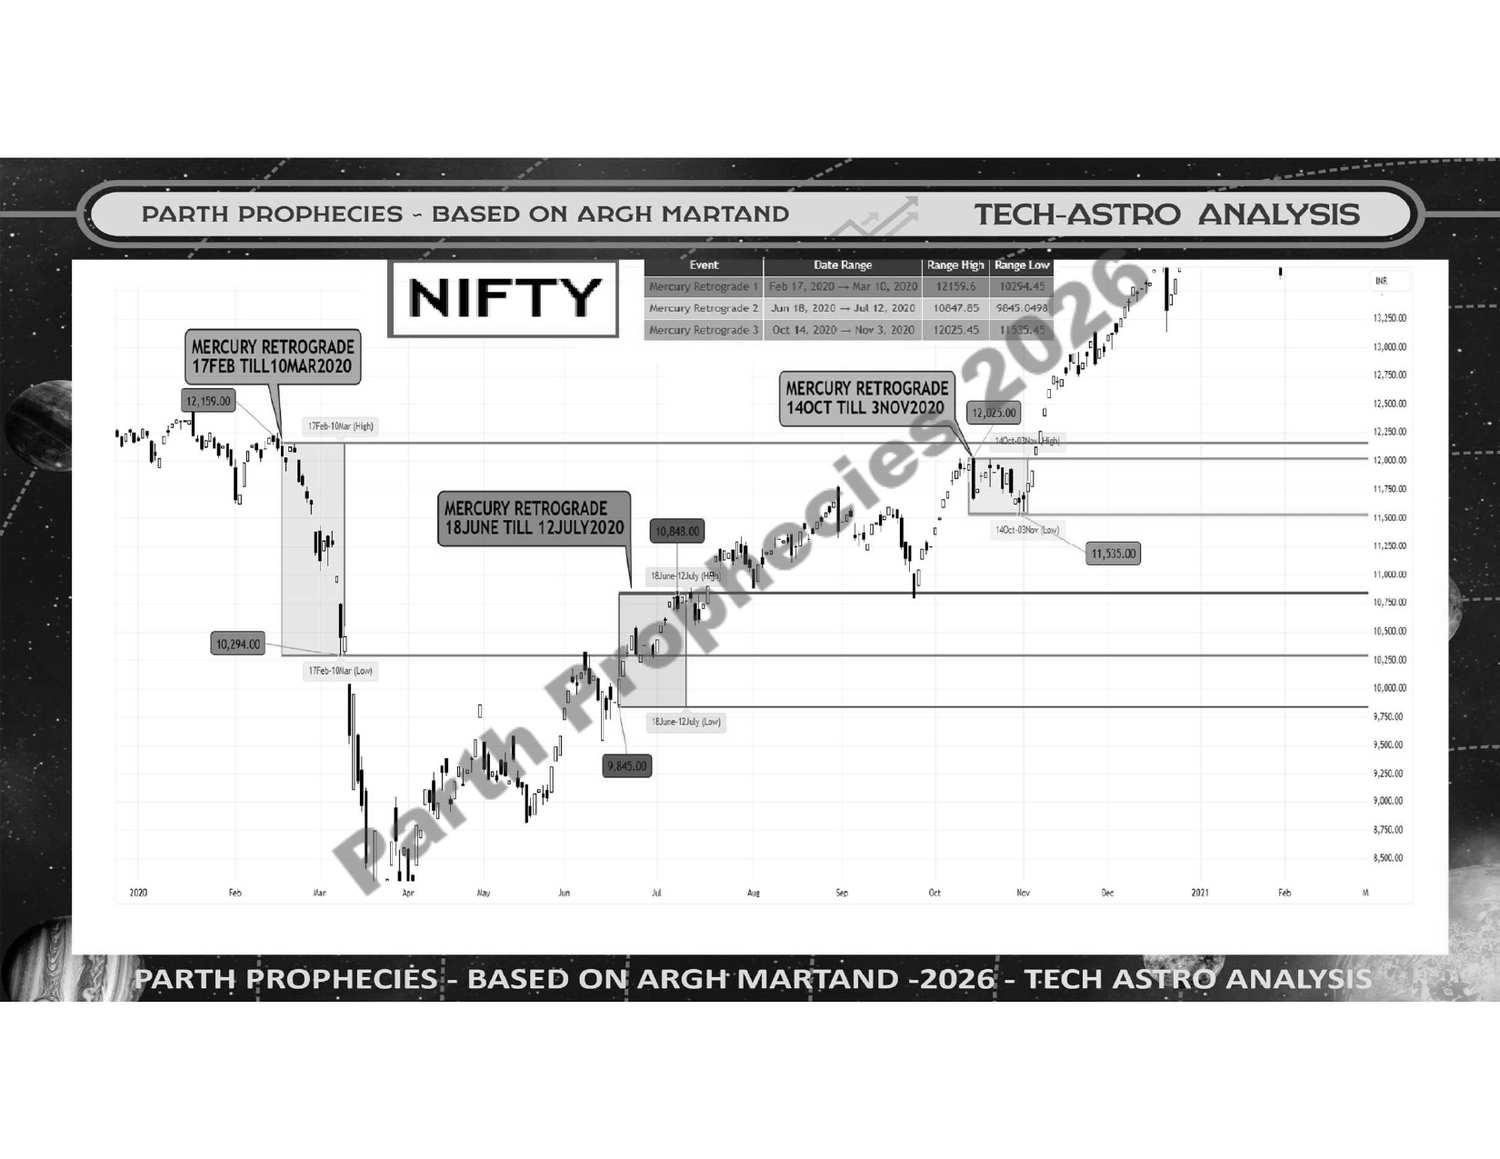 PARTH PROPHECIES ~ BASED ON ARGH MARTAND
TECH-ASTRO ANALYSIS
NIFTY
Event Date Range Range High Range Low
Mercury Retrograde 1 Feb 17, 2020 → Mar 10, 2020 12159.6 10294.45
Mercury Retrograde 2 Jun 18, 2020 → Jul 12, 2020 10847.85 9845.0498
Mercury Retrograde 3 Oct 14, 2020 → Nov 3, 2020 12025.45 11535.45
INR
MERCURY RETROGRADE
17FEB TILL10MAR2020
12,159.00
17Feb-10Mar (High)
MERCURY RETROGRADE
14OCT TILL 3NOV2020
12,025.00
14Oct-03Nov (High)
MERCURY RETROGRADE
18JUNE TILL 12JULY2020
10,848.00
14Oct-03Nov (Low)
11,535.00
18June-12July (High)
10,294.00
17Feb-10Mar (Low)
18June-12July (Low)
9,845.00
13,250.00
13,000.00
12,750.00
12,500.00
12,250.00
12,000.00
11,750.00
11,500.00
11,250.00
11,000.00
10,750.00
10,500.00
10,250.00
10,000.00
9,750.00
9,500.00
9,250.00
9,000.00
8,750.00
8,500.00
2020 Feb Mar Apr May Jun Jul Aug Sep Oct Nov Dec 2021 Feb M
Parth Prophecies 2026
PARTH PROPHECIES - BASED ON ARGH MARTAND -2026 - TECH ASTRO ANALYSIS